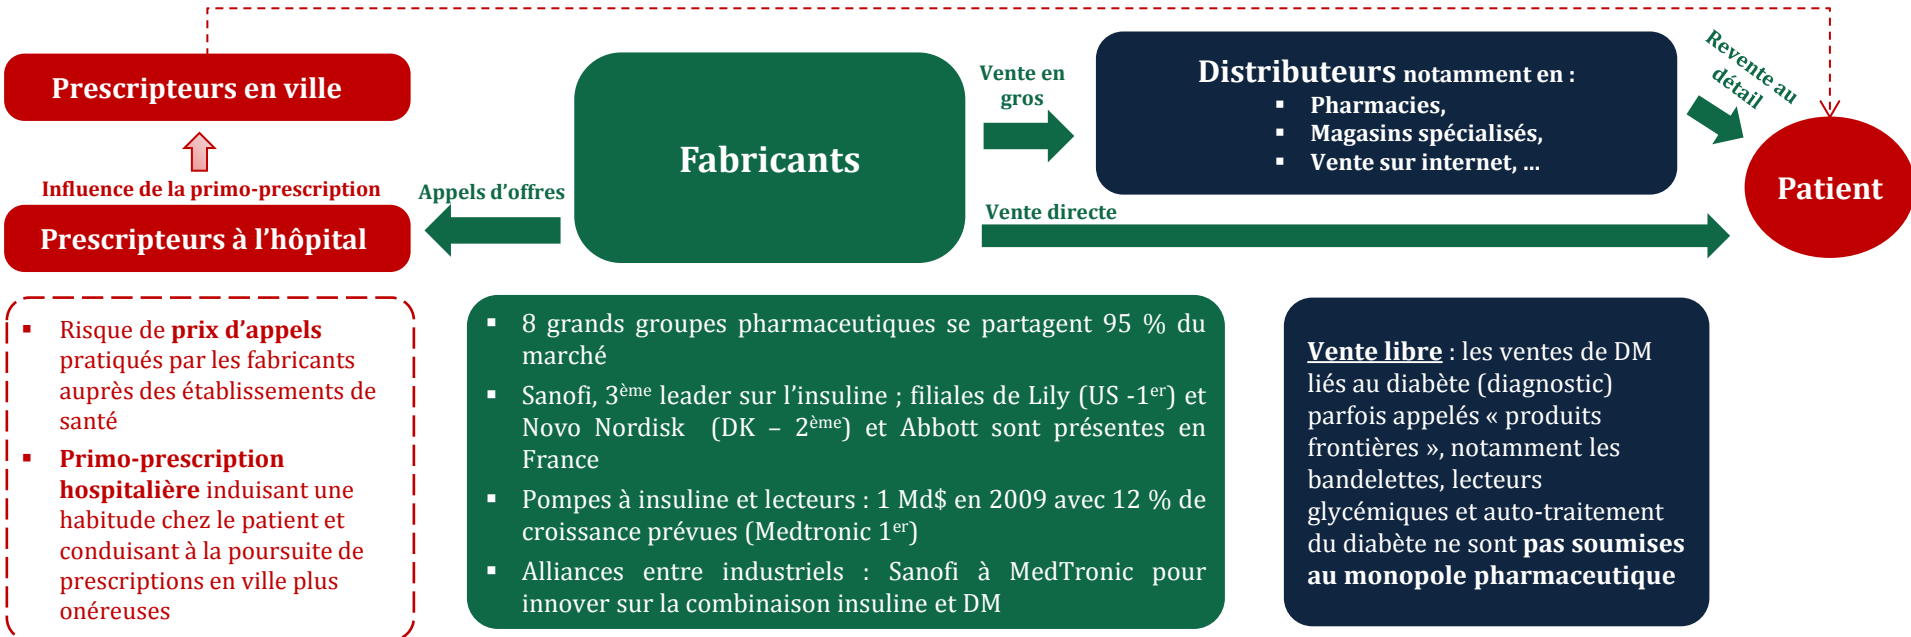 Prescripteurs en ville
Influence de la primo-prescription
Prescripteurs à l'hôpital
Appels d'offres
Fabricants
Vente en
gros
Distributeurs notamment en :
▪ Pharmacies,
▪ Magasins spécialisés,
▪ Vente sur internet, …
Revente au
détail
Vente directe
Patient
▪ Risque de prix d'appels
pratiqués par les fabricants
auprès des établissements de
santé
▪ Primo-prescription
hospitalière induisant une
habitude chez le patient et
conduisant à la poursuite de
prescriptions en ville plus
onéreuses
▪ 8 grands groupes pharmaceutiques se partagent 95 % du
marché
▪ Sanofi, 3ème leader sur l'insuline ; filiales de Lily (US -1er) et
Novo Nordisk (DK – 2ème) et Abbott sont présentes en
France
▪ Pompes à insuline et lecteurs : 1 Md$ en 2009 avec 12 % de
croissance prévues (Medtronic 1er)
▪ Alliances entre industriels : Sanofi à MedTronic pour
innover sur la combinaison insuline et DM
Vente libre : les ventes de DM
liés au diabète (diagnostic)
parfois appelés « produits
frontières », notamment les
bandelettes, lecteurs
glycémiques et auto-traitement
du diabète ne sont pas soumises
au monopole pharmaceutique